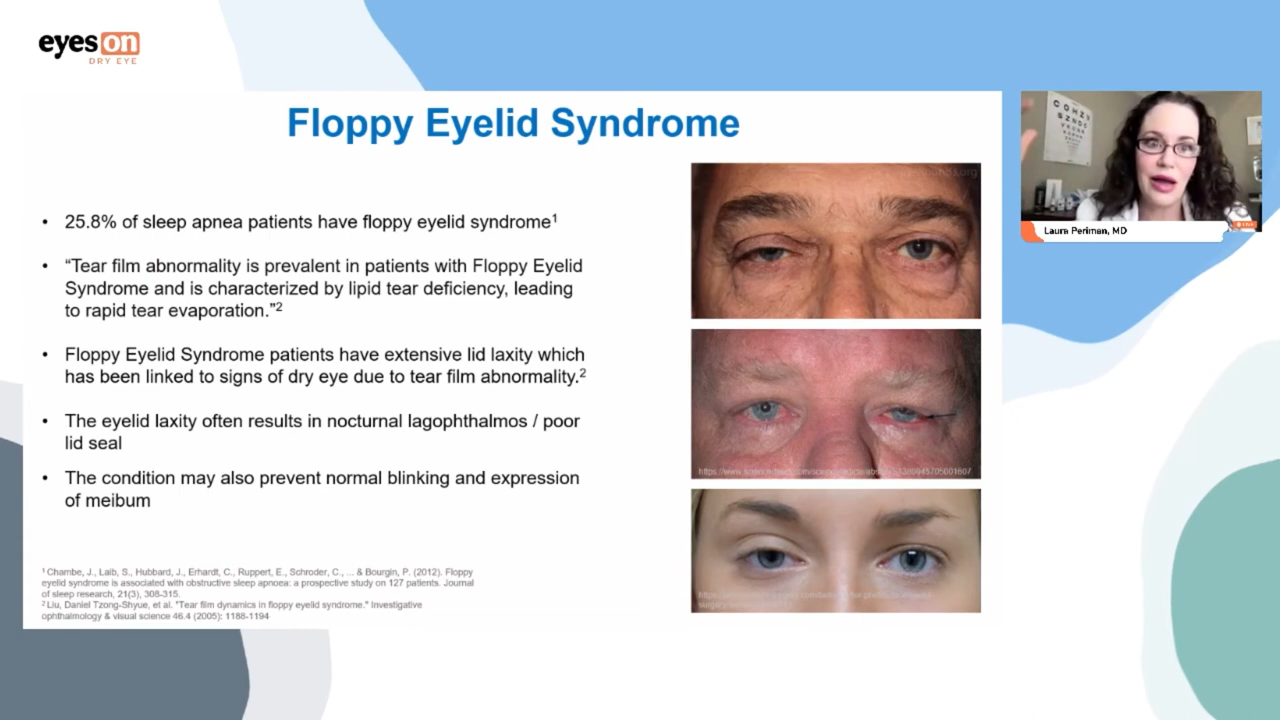 eyes on
DRY EYE
Floppy Eyelid Syndrome
• 25.8% of sleep apnea patients have floppy eyelid syndrome1
• “Tear film abnormality is prevalent in patients with Floppy Eyelid
Syndrome and is characterized by lipid tear deficiency, leading
to rapid tear evaporation.”2
• Floppy Eyelid Syndrome patients have extensive lid laxity which
has been linked to signs of dry eye due to tear film abnormality.2
• The eyelid laxity often results in nocturnal lagophthalmos / poor
lid seal
• The condition may also prevent normal blinking and expression
of meibum
1 Chambe, J., Laib, S., Hubbard, J., Erhardt, C., Ruppert, E., Schroder, C., ... & Bourgin, P. (2012). Floppy
eyelid syndrome is associated with obstructive sleep apnoea: a prospective study on 127 patients. Journal
of sleep research, 21(3), 308-315.
2 Liu, Daniel Tzong-Shyue, et al. "Tear film dynamics in floppy eyelid syndrome." Investigative
ophthalmology & visual science 46.4 (2005): 1188-1194
Laura Periman, MD